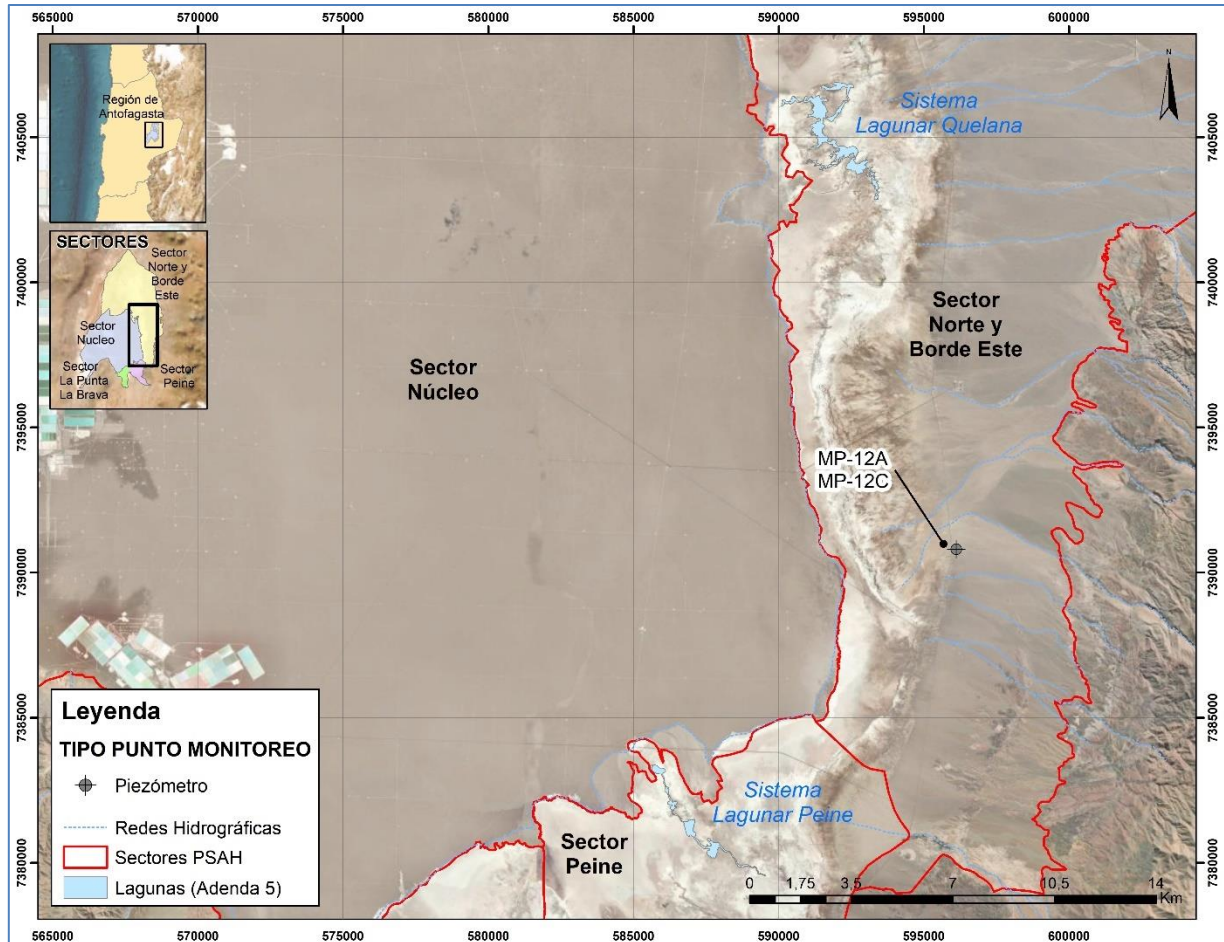 565000 570000 575000 580000 585000 590000 595000 600000
7405000 7405000
7400000 7400000
7395000 7395000
7390000 7390000
7385000 7385000
7380000 7380000
Región de
Antofagasta
SECTORES
Sector
Norte y
Borde
Este
Sector
Nucleo
Sector
La Punta
La Brava
Sector
Peine
N
Sistema
Lagunar Quelana
Sector
Núcleo
Sector
Norte y
Borde Este
MP-12A
MP-12C
Sistema
Lagunar Peine
Sector
Peine
Leyenda
TIPO PUNTO MONITOREO
Piezómetro
Redes Hidrográficas
Sectores PSAH
Lagunas (Adenda 5)
0 1.75 3.5 7 10.5 14
Km
565000 570000 575000 580000 585000 590000 595000 600000